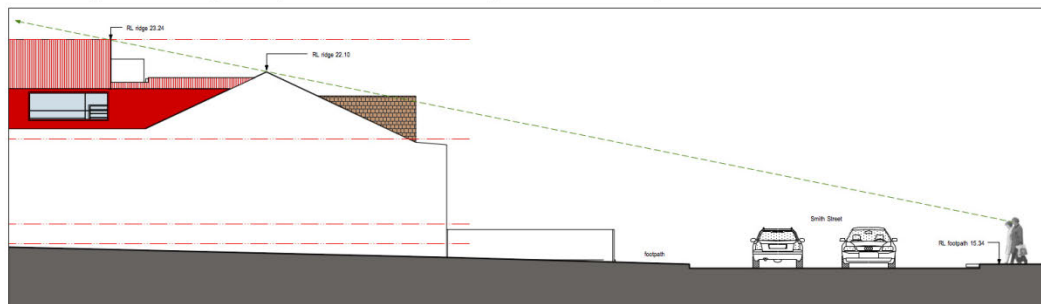 RL ridge 23.24
RL ridge 22.10
Smith Street
footpath
RL footpath 15.34